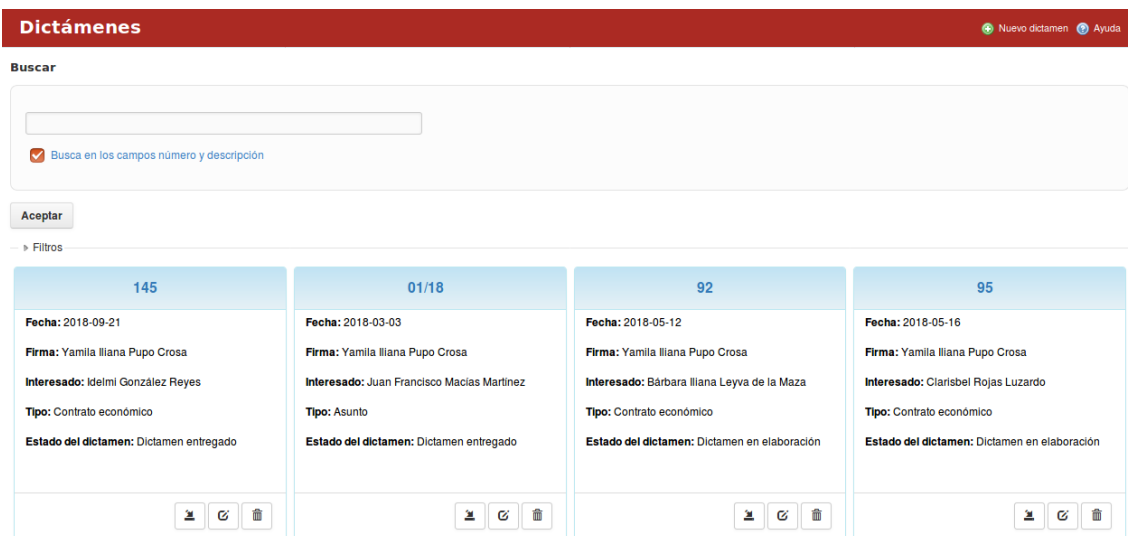 Dictámenes
Nuevo dictamen Ayuda
Buscar
Busca en los campos número y descripción
Aceptar
Filtros
145
Fecha: 2018-09-21
Firma: Yamila Iliana Pupo Crosa
Interesado: Idelmi González Reyes
Tipo: Contrato económico
Estado del dictamen: Dictamen entregado
01/18
Fecha: 2018-03-03
Firma: Yamila Iliana Pupo Crosa
Interesado: Juan Francisco Macías Martínez
Tipo: Asunto
Estado del dictamen: Dictamen entregado
92
Fecha: 2018-05-12
Firma: Yamila Iliana Pupo Crosa
Interesado: Bárbara Iliana Leyva de la Maza
Tipo: Contrato económico
Estado del dictamen: Dictamen en elaboración
95
Fecha: 2018-05-16
Firma: Yamila Iliana Pupo Crosa
Interesado: Clarisbel Rojas Luzardo
Tipo: Contrato económico
Estado del dictamen: Dictamen en elaboración